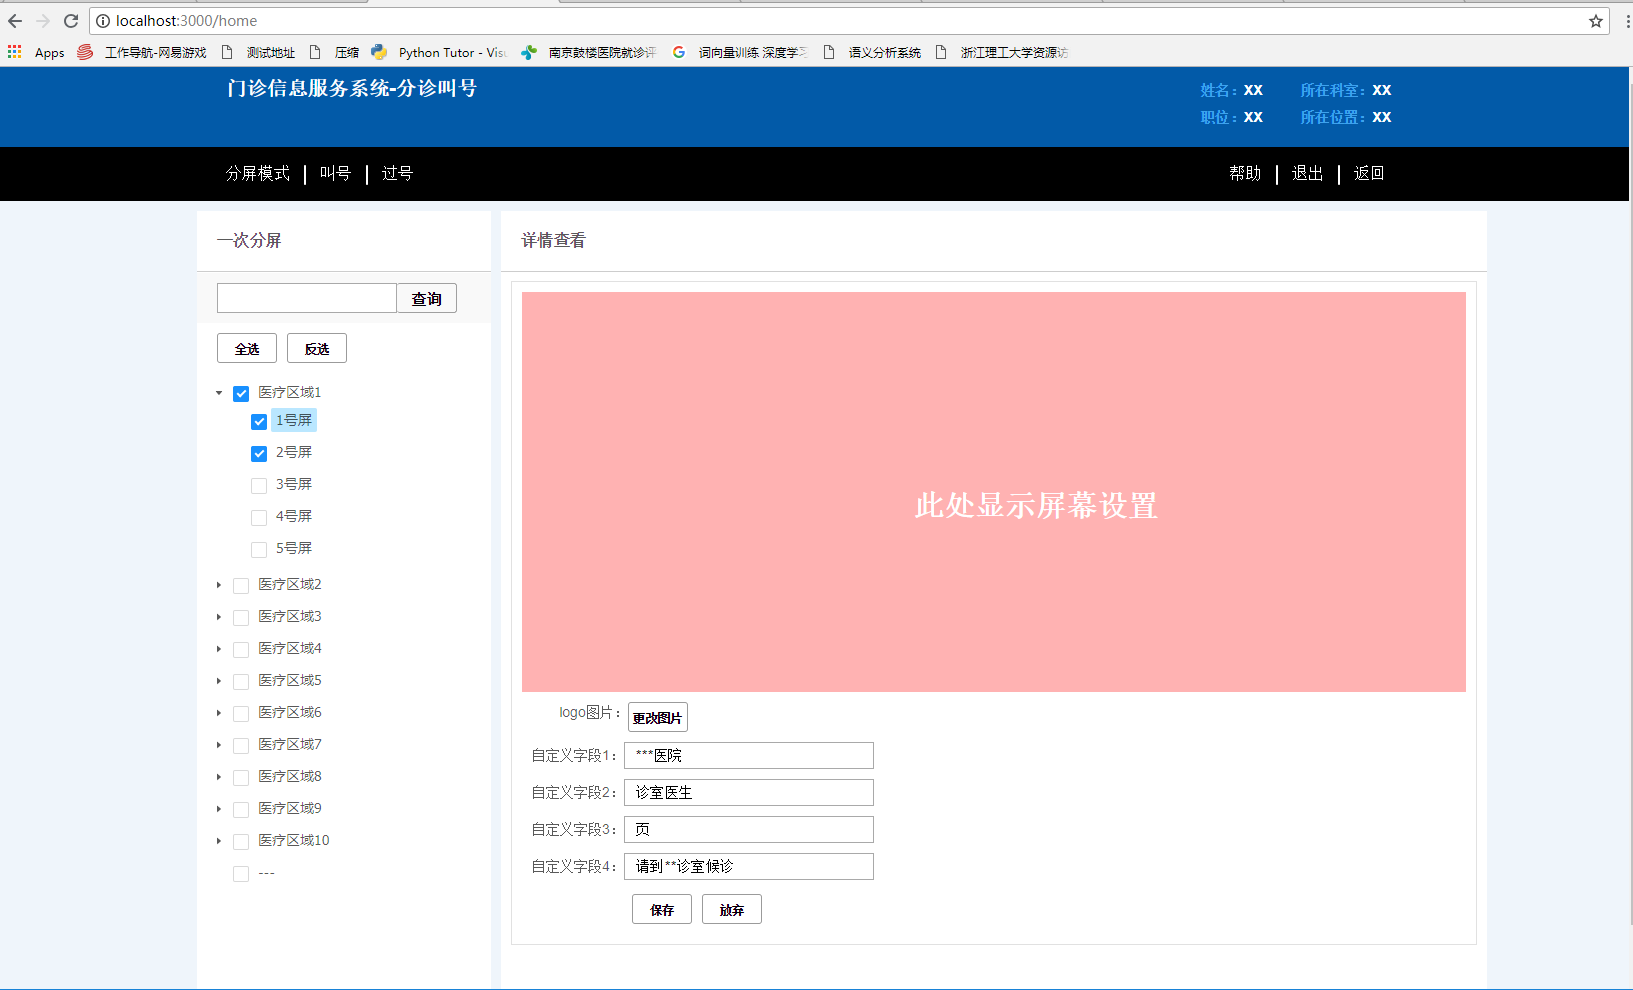 localhost:3000/home
Apps 工作导航-网易游戏 测试地址 压缩 Python Tutor - Vis 南京鼓楼医院就诊评 词向量训练 深度学习 语义分析系统 浙江理工大学资源访
门诊信息服务系统-分诊叫号
姓名：XX 所在科室：XX
职位：XX 所在位置：XX
分屏模式 叫号 过号 帮助 退出 返回
一次分屏 详情查看
查询
全选 反选
医疗区域1
1号屏
2号屏
3号屏
4号屏
5号屏
医疗区域2
医疗区域3
医疗区域4
医疗区域5
医疗区域6
医疗区域7
医疗区域8
医疗区域9
医疗区域10
---
此处显示屏幕设置
logo图片： 更改图片
自定义字段1： ***医院
自定义字段2： 诊室医生
自定义字段3： 页
自定义字段4： 请到**诊室候诊
保存 放弃